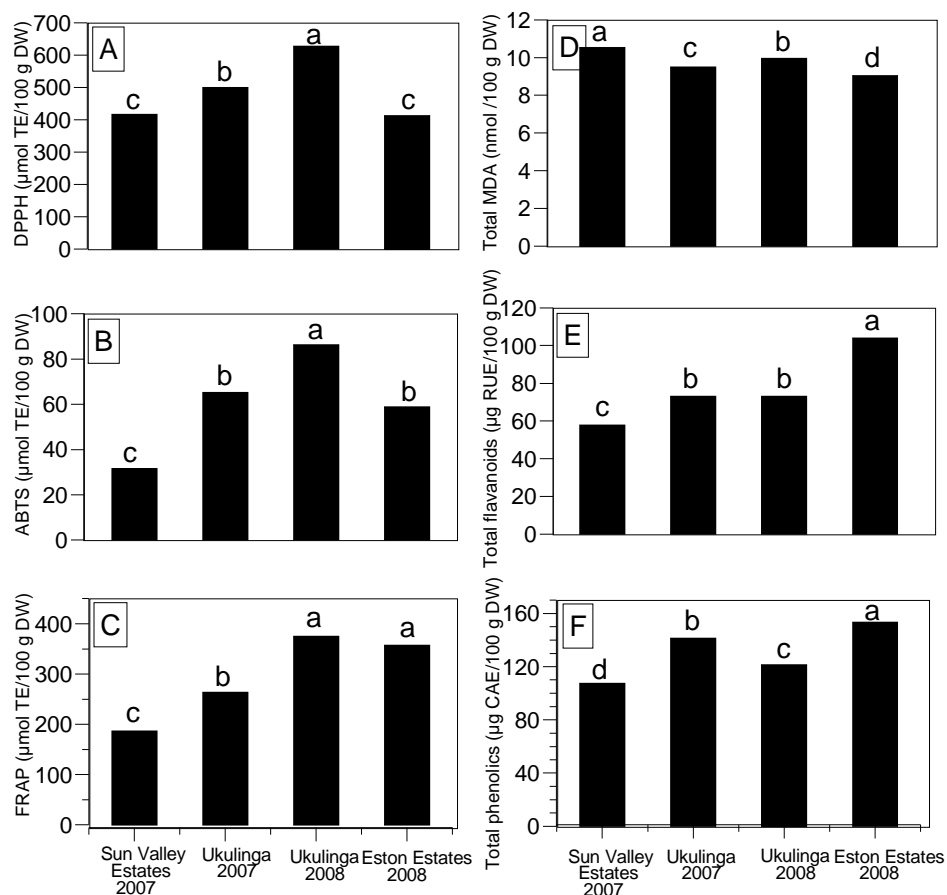 A
DPPH (µmol TE/100 g DW)
700
600
500
400
300
200
100
0
c
b
a
c
D
Total MDA (nmol /100 g DW)
12
10
8
6
4
2
0
a
c
b
d
B
ABTS (µmol TE/100 g DW)
100
80
60
40
20
0
c
b
a
b
E
Total flavanoids (µg RUE/100 g DW)
120
100
80
60
40
20
0
c
b
b
a
C
FRAP (µmol TE/100 g DW)
400
300
200
100
0
c
b
a
a
Sun Valley
Estates
2007
Ukulinga
2007
Ukulinga
2008
Eston Estates
2008
F
Total phenolics (µg CAE/100 g DW)
160
120
80
40
0
d
b
c
a
Sun Valley
Estates
2007
Ukulinga
2007
Ukulinga
2008
Eston Estates
2008